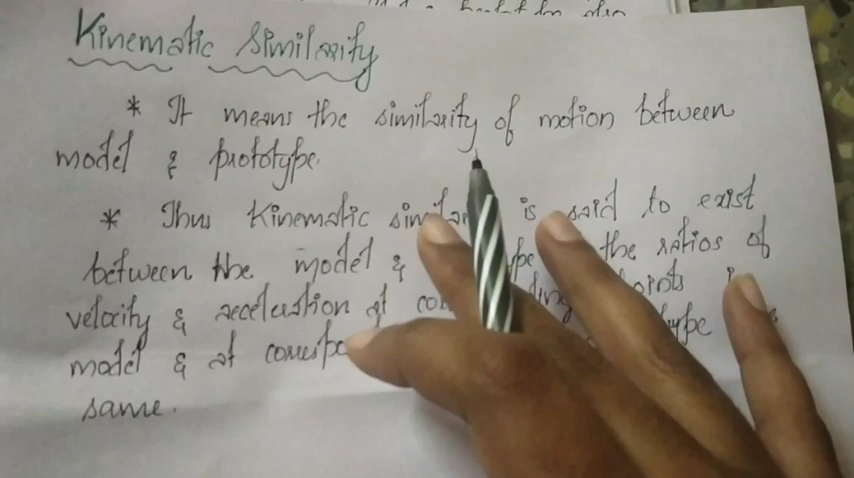 Kinematic Similarity
* It means the similarity of motion between
model & prototype.
* Thus Kinematic is said to exist
between the model & the ratios of
velocity & acceleration at
model & at
same.